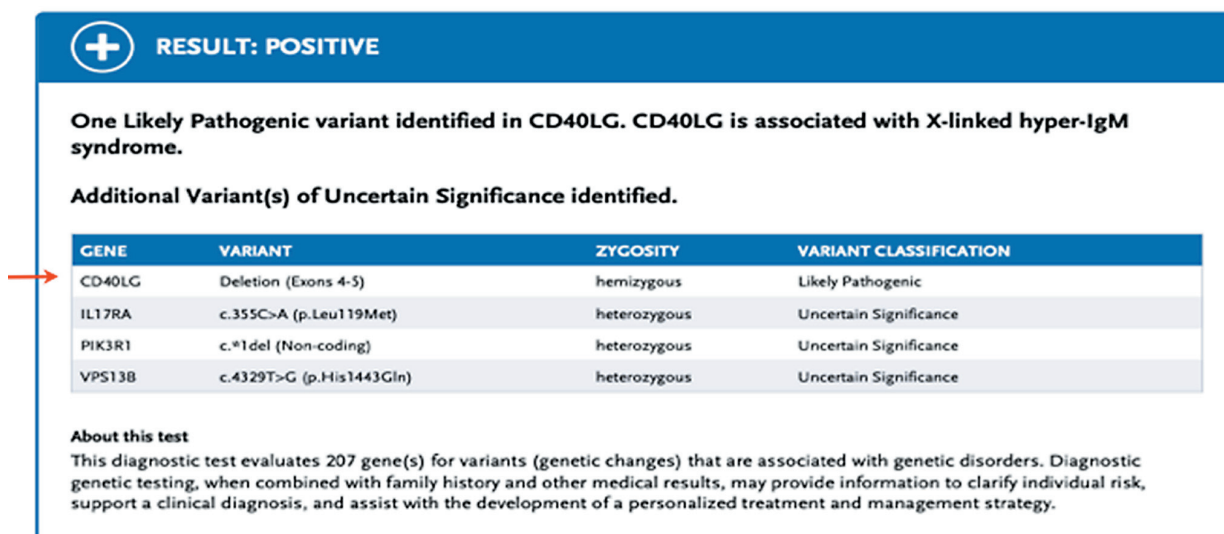 RESULT: POSITIVE
One Likely Pathogenic variant identified in CD40LG. CD40LG is associated with X-linked hyper-IgM
syndrome.
Additional Variant(s) of Uncertain Significance identified.
GENE VARIANT ZYGOSITY VARIANT CLASSIFICATION
CD40LG Deletion (Exons 4-5) hemizygous Likely Pathogenic
IL17RA c.355C>A (p.Leu119Met) heterozygous Uncertain Significance
PIK3R1 c.*1del (Non-coding) heterozygous Uncertain Significance
VPS13B c.4329T>G (p.His1443Gln) heterozygous Uncertain Significance
About this test
This diagnostic test evaluates 207 gene(s) for variants (genetic changes) that are associated with genetic disorders. Diagnostic
genetic testing, when combined with family history and other medical results, may provide information to clarify individual risk,
support a clinical diagnosis, and assist with the development of a personalized treatment and management strategy.